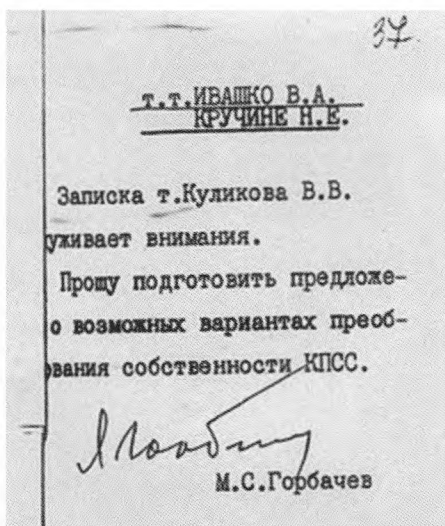 37
т.т.ИВАШКО В.А.
КРУЧИНЕ Н.Е.
Записка т.Куликова В.В.
уживает внимания.
Прошу подготовить предложе-
о возможных вариантах преоб-
вания собственности КПСС.
М.С.Горбачев